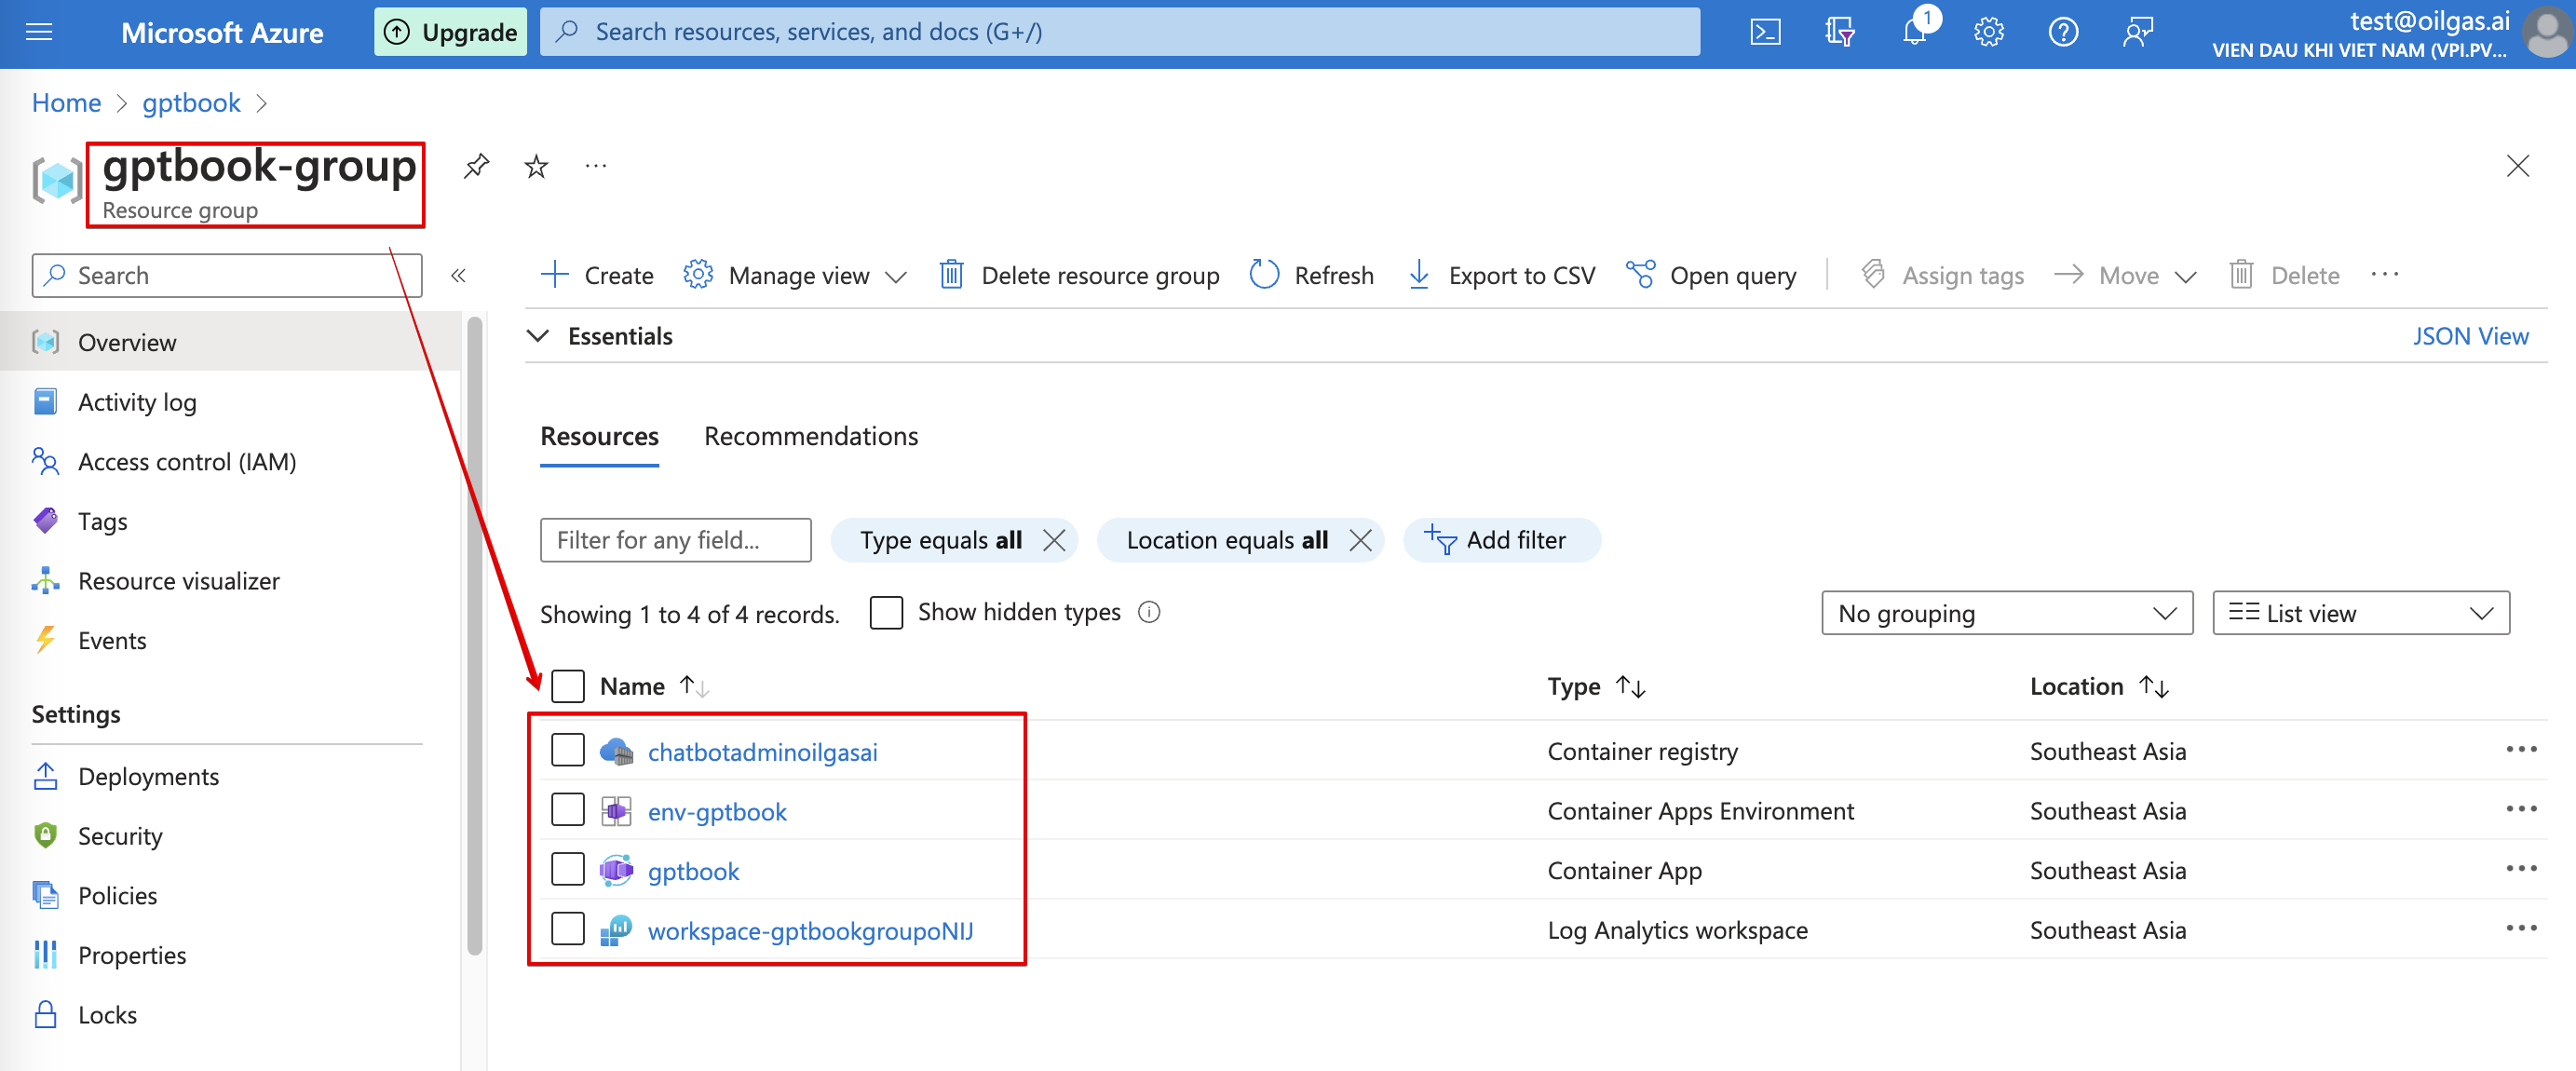 Microsoft Azure
Upgrade
Search resources, services, and docs (G+/)
1
test@oilgas.ai
VIEN DAU KHI VIET NAM (VPI.PV...
Home > gptbook >
gptbook-group
Resource group
Search
Create
Manage view
Delete resource group
Refresh
Export to CSV
Open query
Assign tags
Move
Delete
Overview
Activity log
Access control (IAM)
Tags
Resource visualizer
Events
Settings
Deployments
Security
Policies
Properties
Locks
Essentials
JSON View
Resources
Recommendations
Filter for any field...
Type equals all
Location equals all
Add filter
Showing 1 to 4 of 4 records.
Show hidden types
No grouping
List view
Name
Type
Location
chatbotadminoilgasai
Container registry
Southeast Asia
env-gptbook
Container Apps Environment
Southeast Asia
gptbook
Container App
Southeast Asia
workspace-gptbookgroupoNIJ
Log Analytics workspace
Southeast Asia